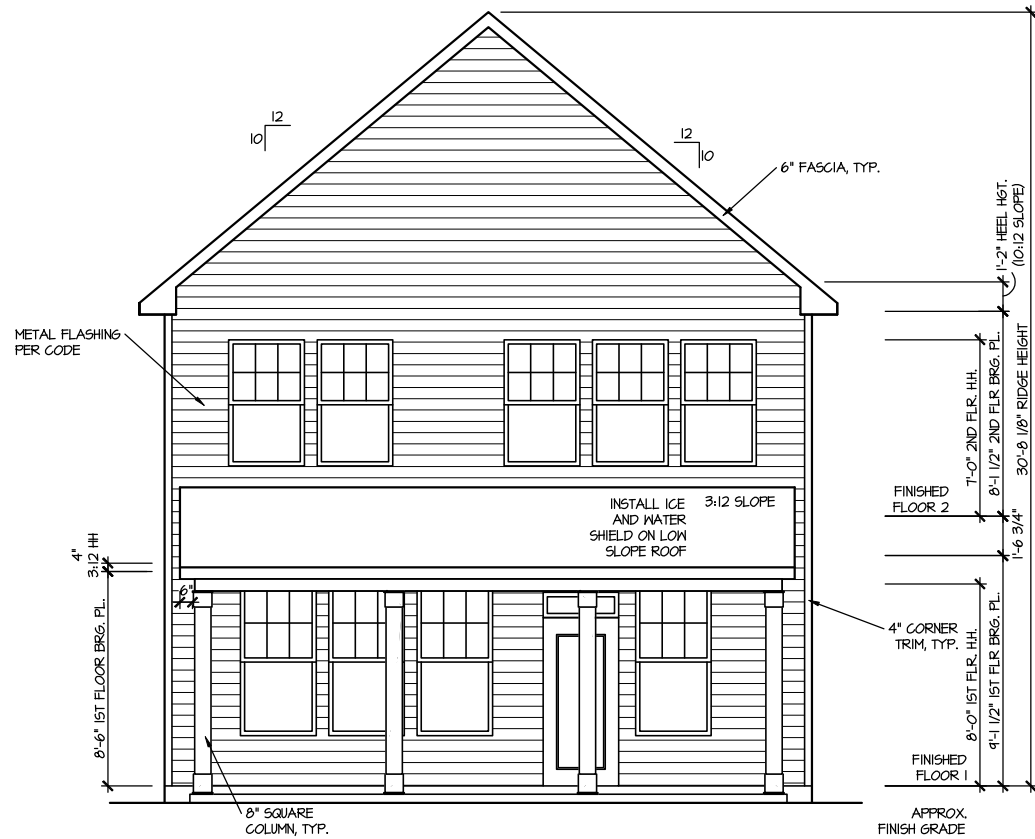 12
10
12
10
6" FASCIA, TYP.
1'-2" HEEL HGT.
(10:12 SLOPE)
METAL FLASHING
PER CODE
7'-0" 2ND FLR. H.H.
8'-1 1/2" 2ND FLR BRG. PL.
30'-8 1/8" RIDGE HEIGHT
INSTALL ICE
AND WATER
SHIELD ON LOW
SLOPE ROOF
3:12 SLOPE
FINISHED
FLOOR 2
1'-6 3/4"
4"
3:12 HH
6"
8'-6" 1ST FLOOR BRG. PL.
4" CORNER
TRIM, TYP.
8'-0" 1ST FLR. H.H.
9'-1 1/2" 1ST FLR BRG. PL.
FINISHED
FLOOR 1
8" SQUARE
COLUMN, TYP.
APPROX.
FINISH GRADE